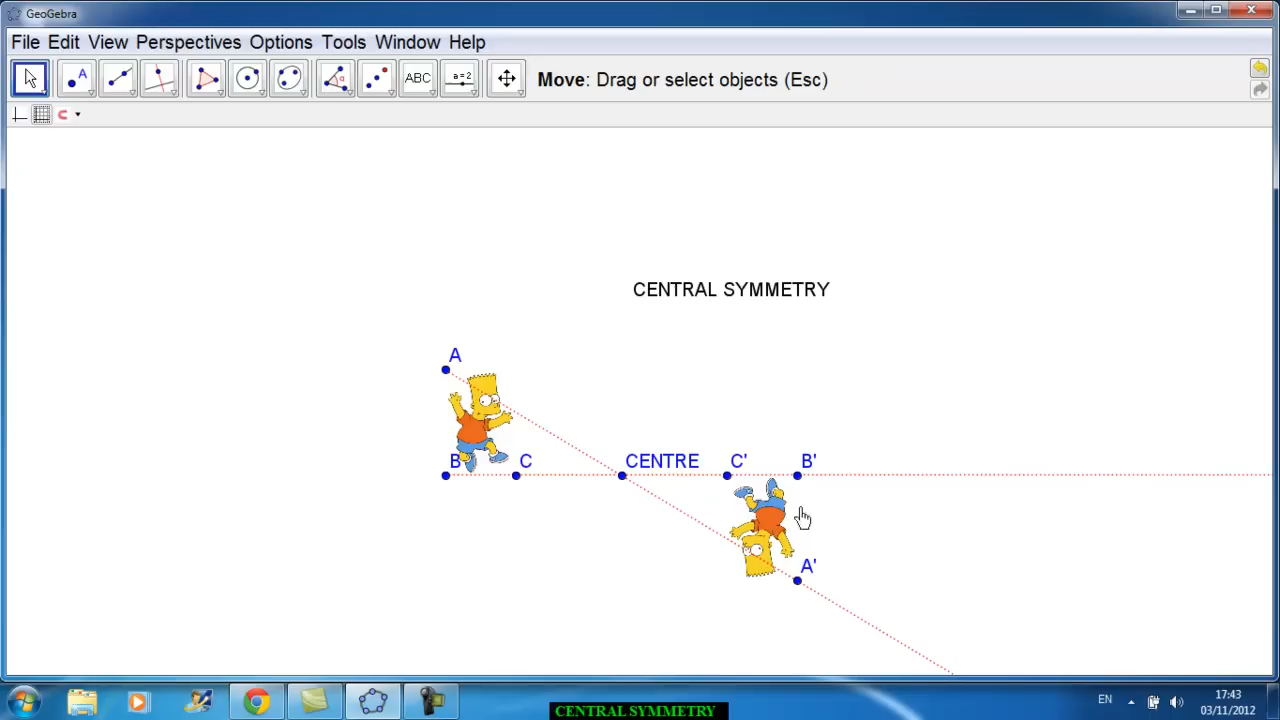 GeoGebra
File Edit View Perspectives Options Tools Window Help
A α ABC a=2 Move: Drag or select objects (Esc)
CENTRAL SYMMETRY
A
B C CENTRE C' B'
A'
EN 17:43
03/11/2012
CENTRAL SYMMETRY